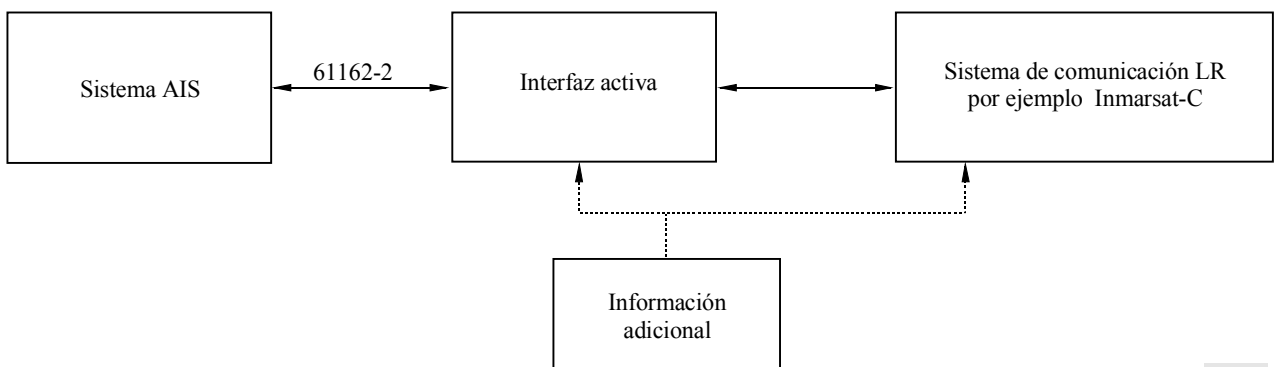 Sistema AIS
61162-2
Interfaz activa
Sistema de comunicación LR
por ejemplo Inmarsat-C
Información
adicional